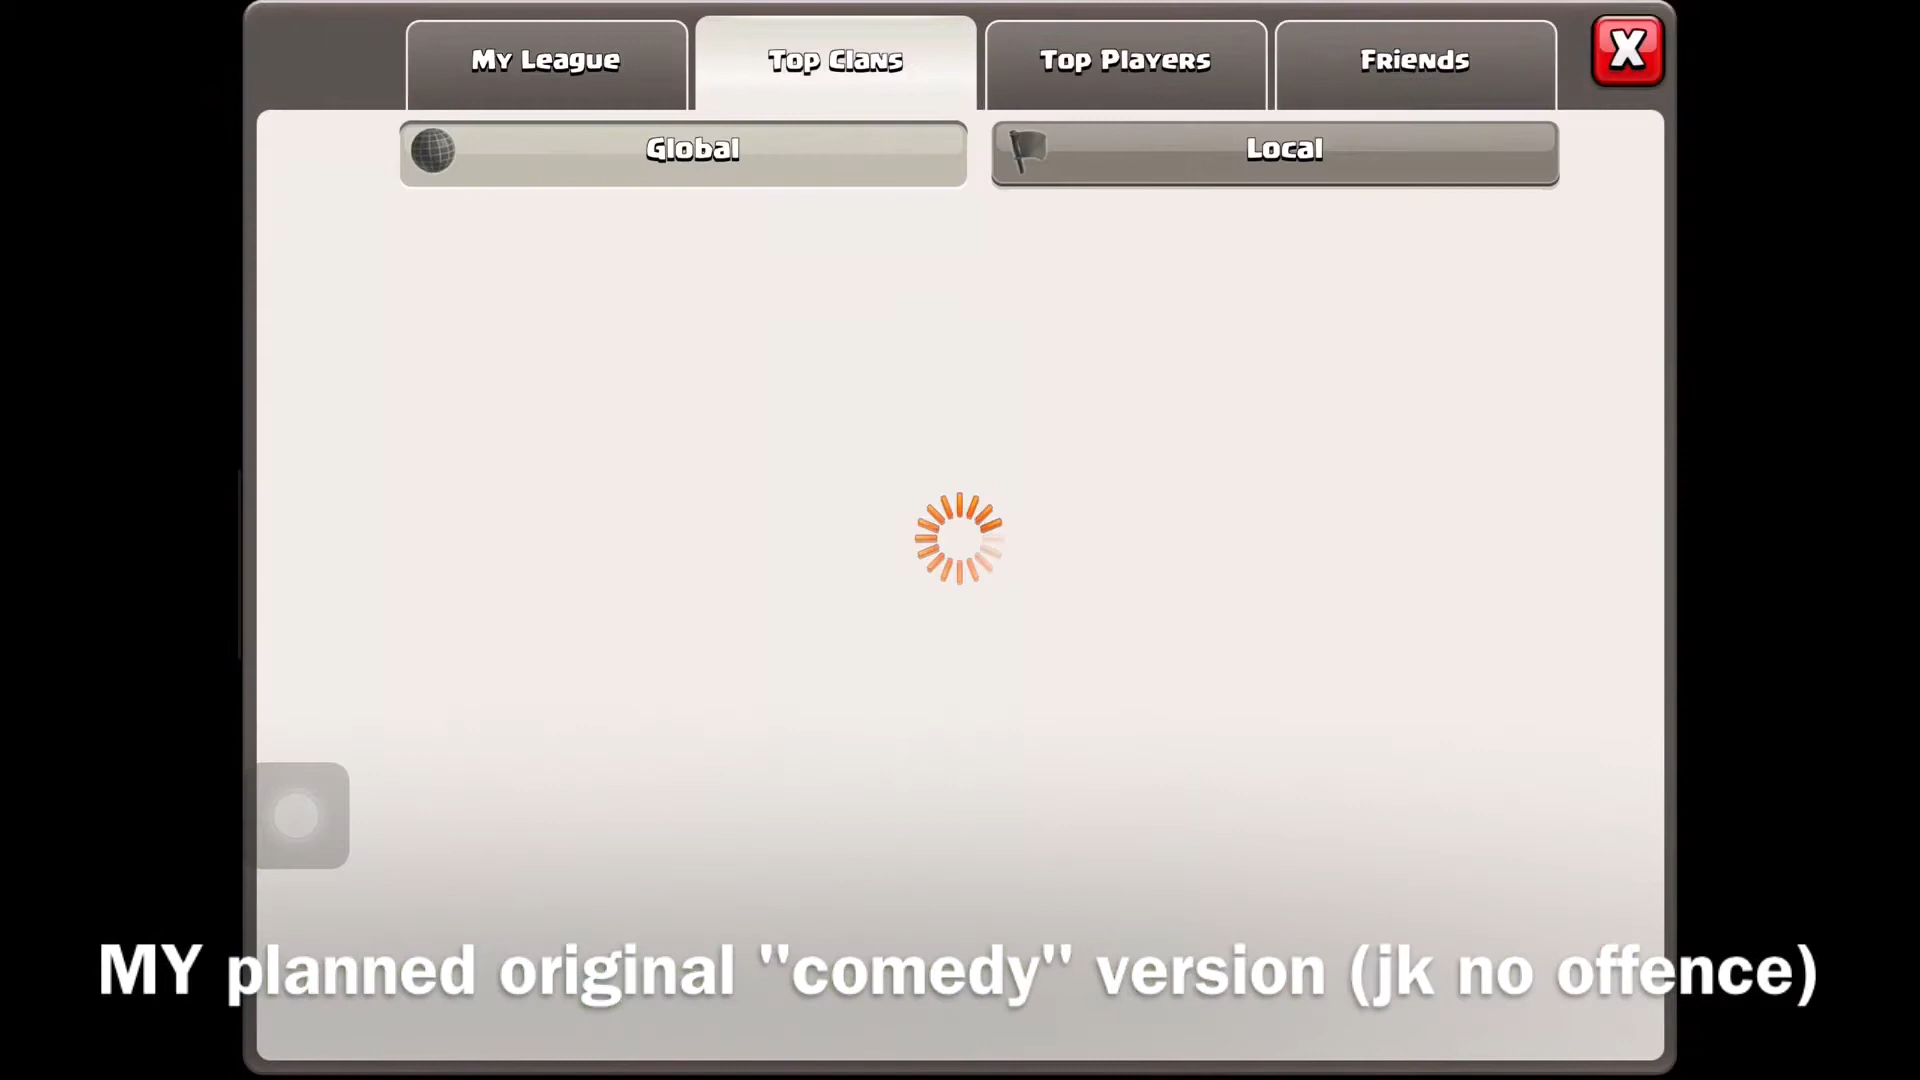 My League
Top Clans
Top Players
Friends
X
Global
Local
MY planned original "comedy" version (jk no offence)